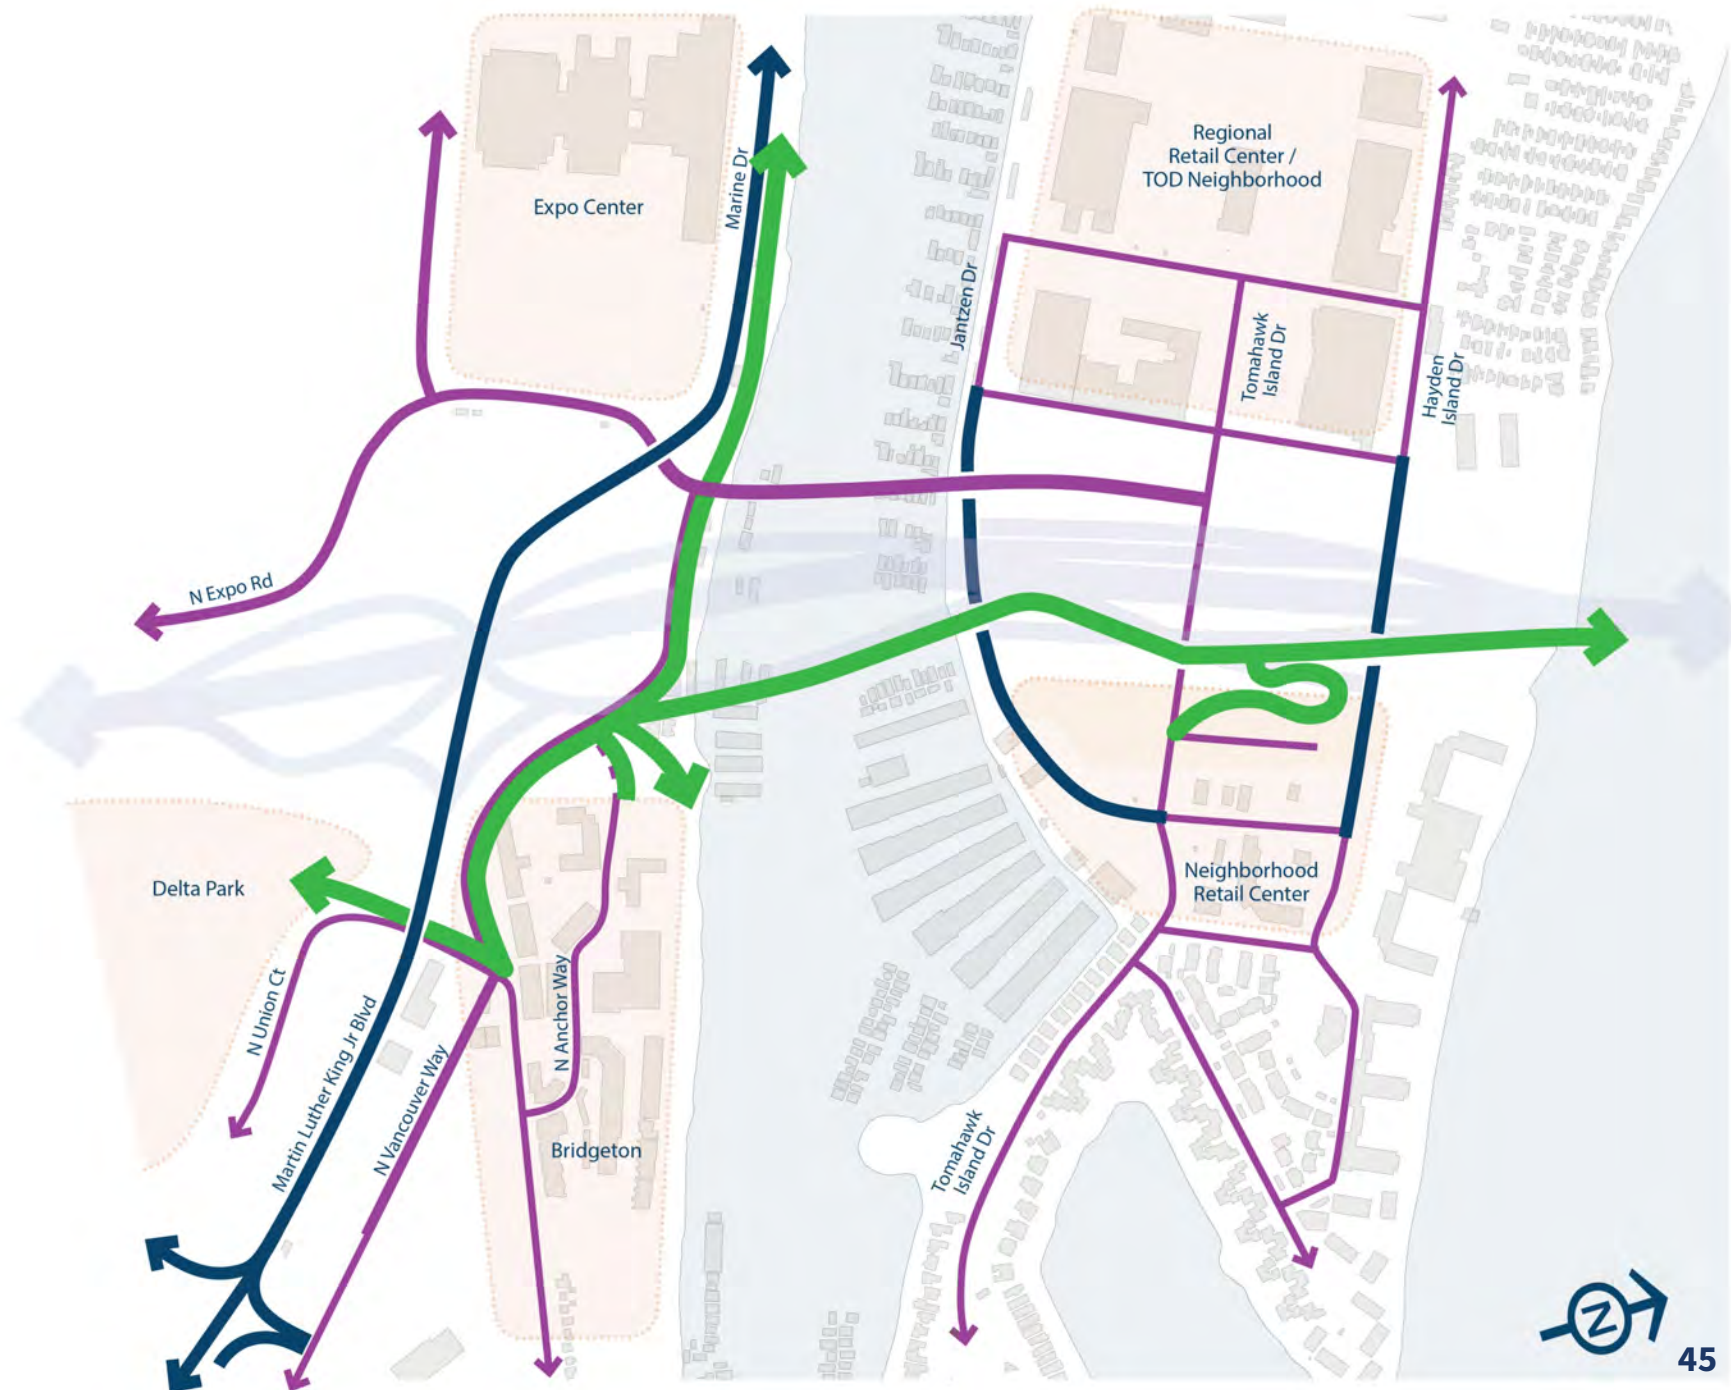 Regional
Retail Center /
TOD Neighborhood
Expo Center
Marine Dr
Jantzen Dr
Tomahawk
Island Dr
Hayden
Island Dr
N Expo Rd
Delta Park
Neighborhood
Retail Center
N Union Ct
Martin Luther King Jr Blvd
N Vancouver Way
N Anchor Way
Bridgeton
Tomahawk
Island Dr
N
45